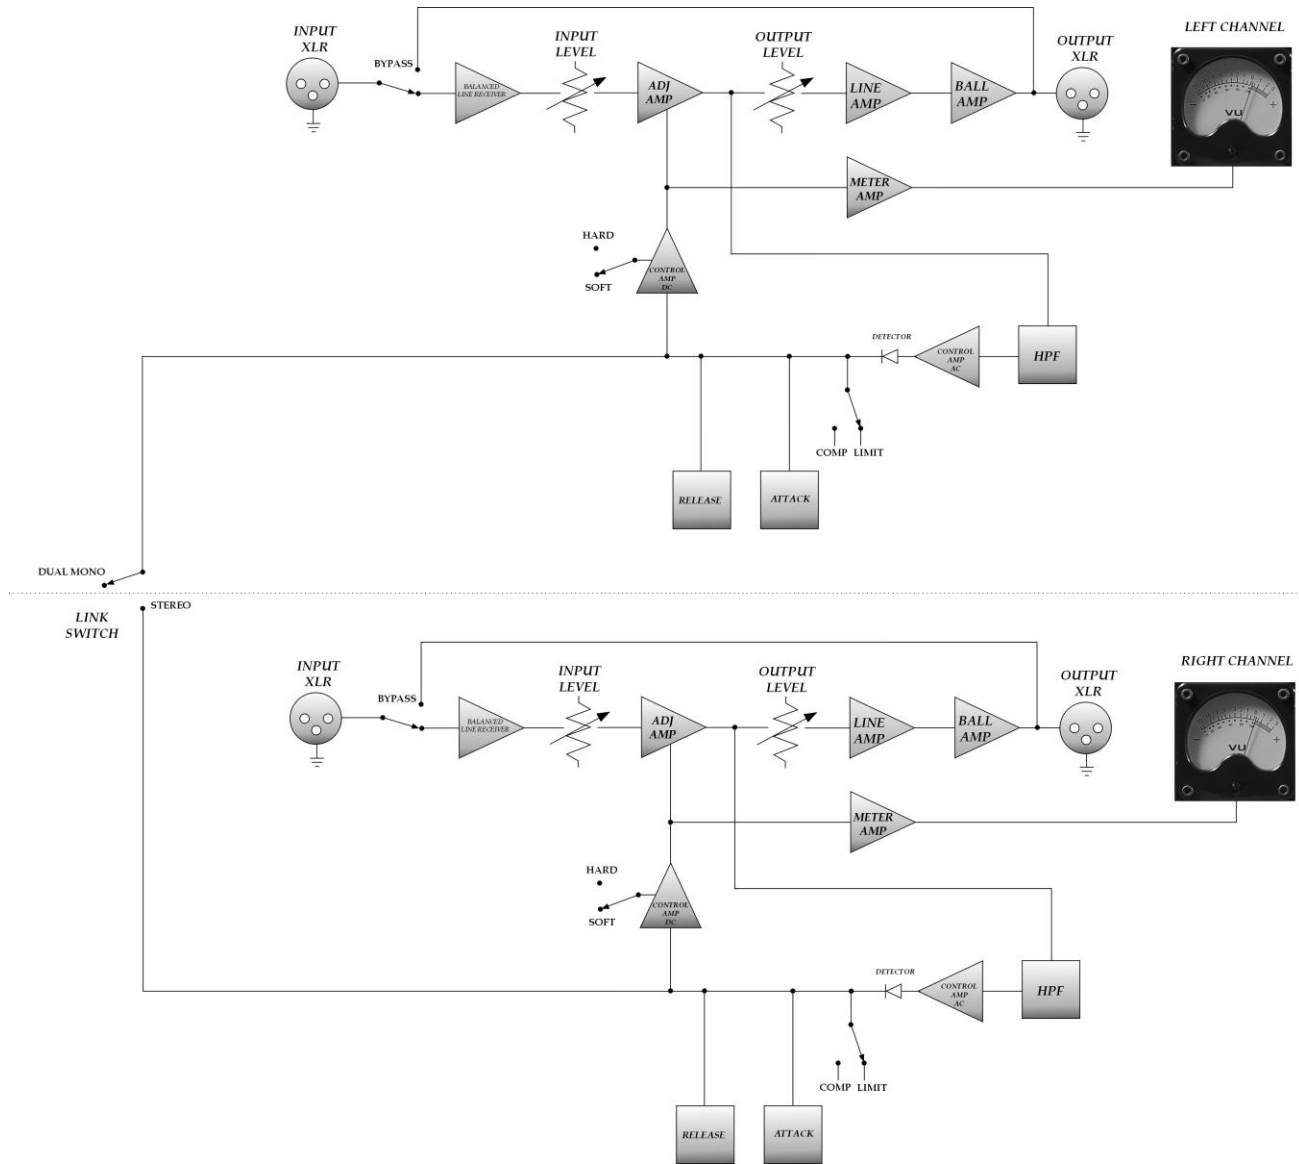 INPUT
XLR
BYPASS
BALANCED
LINE RECEIVER
INPUT
LEVEL
ADJ
AMP
OUTPUT
LEVEL
LINE
AMP
BALL
AMP
OUTPUT
XLR
LEFT CHANNEL
VU
METER
AMP
HARD
SOFT
CONTROL
AMP
DC
DETECTOR
CONTROL
AMP
AC
HPF
COMP LIMIT
RELEASE
ATTACK
DUAL MONO
STEREO
LINK
SWITCH
INPUT
XLR
BYPASS
BALANCED
LINE RECEIVER
INPUT
LEVEL
ADJ
AMP
OUTPUT
LEVEL
LINE
AMP
BALL
AMP
OUTPUT
XLR
RIGHT CHANNEL
VU
METER
AMP
HARD
SOFT
CONTROL
AMP
DC
DETECTOR
CONTROL
AMP
AC
HPF
COMP LIMIT
RELEASE
ATTACK